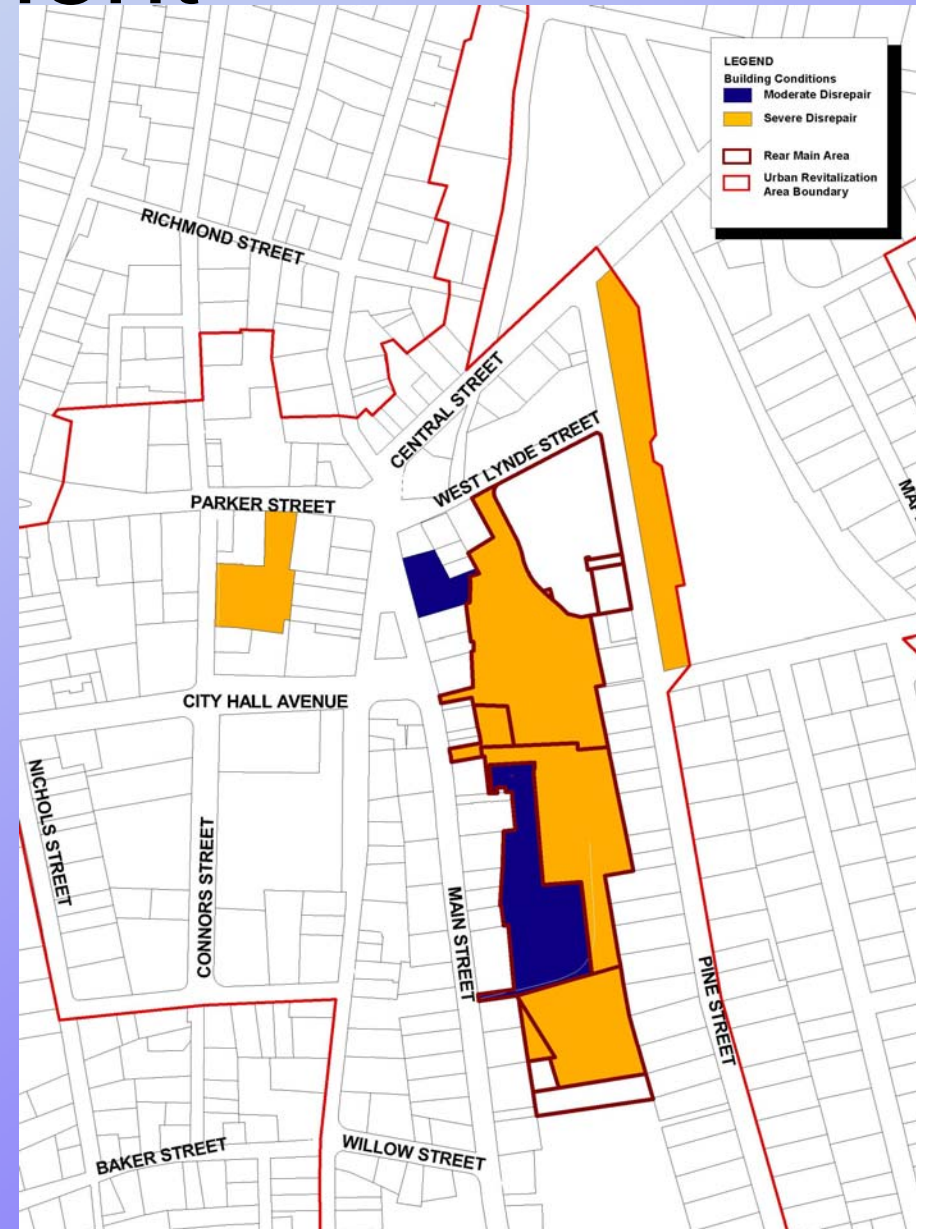 LEGEND
Building Conditions
Moderate Disrepair
Severe Disrepair
Rear Main Area
Urban Revitalization
Area Boundary
RICHMOND STREET
CENTRAL STREET
WEST LYNDE STREET
PARKER STREET
CITY HALL AVENUE
NICHOLS STREET
CONNORS STREET
MAIN STREET
PINE STREET
BAKER STREET
WILLOW STREET